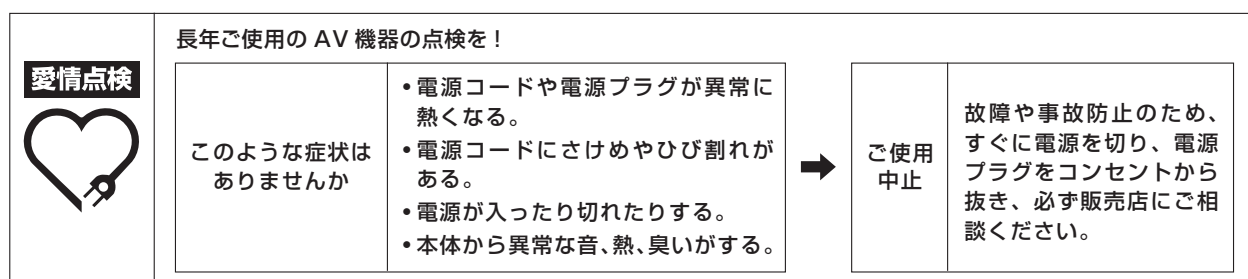 愛情点検
長年ご使用の AV 機器の点検を！
このような症状は
ありませんか
•電源コードや電源プラグが異常に
熱くなる。
•電源コードにさけめやひび割れが
ある。
•電源が入ったり切れたりする。
•本体から異常な音、熱、臭いがする。
ご使用
中止
故障や事故防止のため、
すぐに電源を切り、電源
プラグをコンセントから
抜き、必ず販売店にご相
談ください。